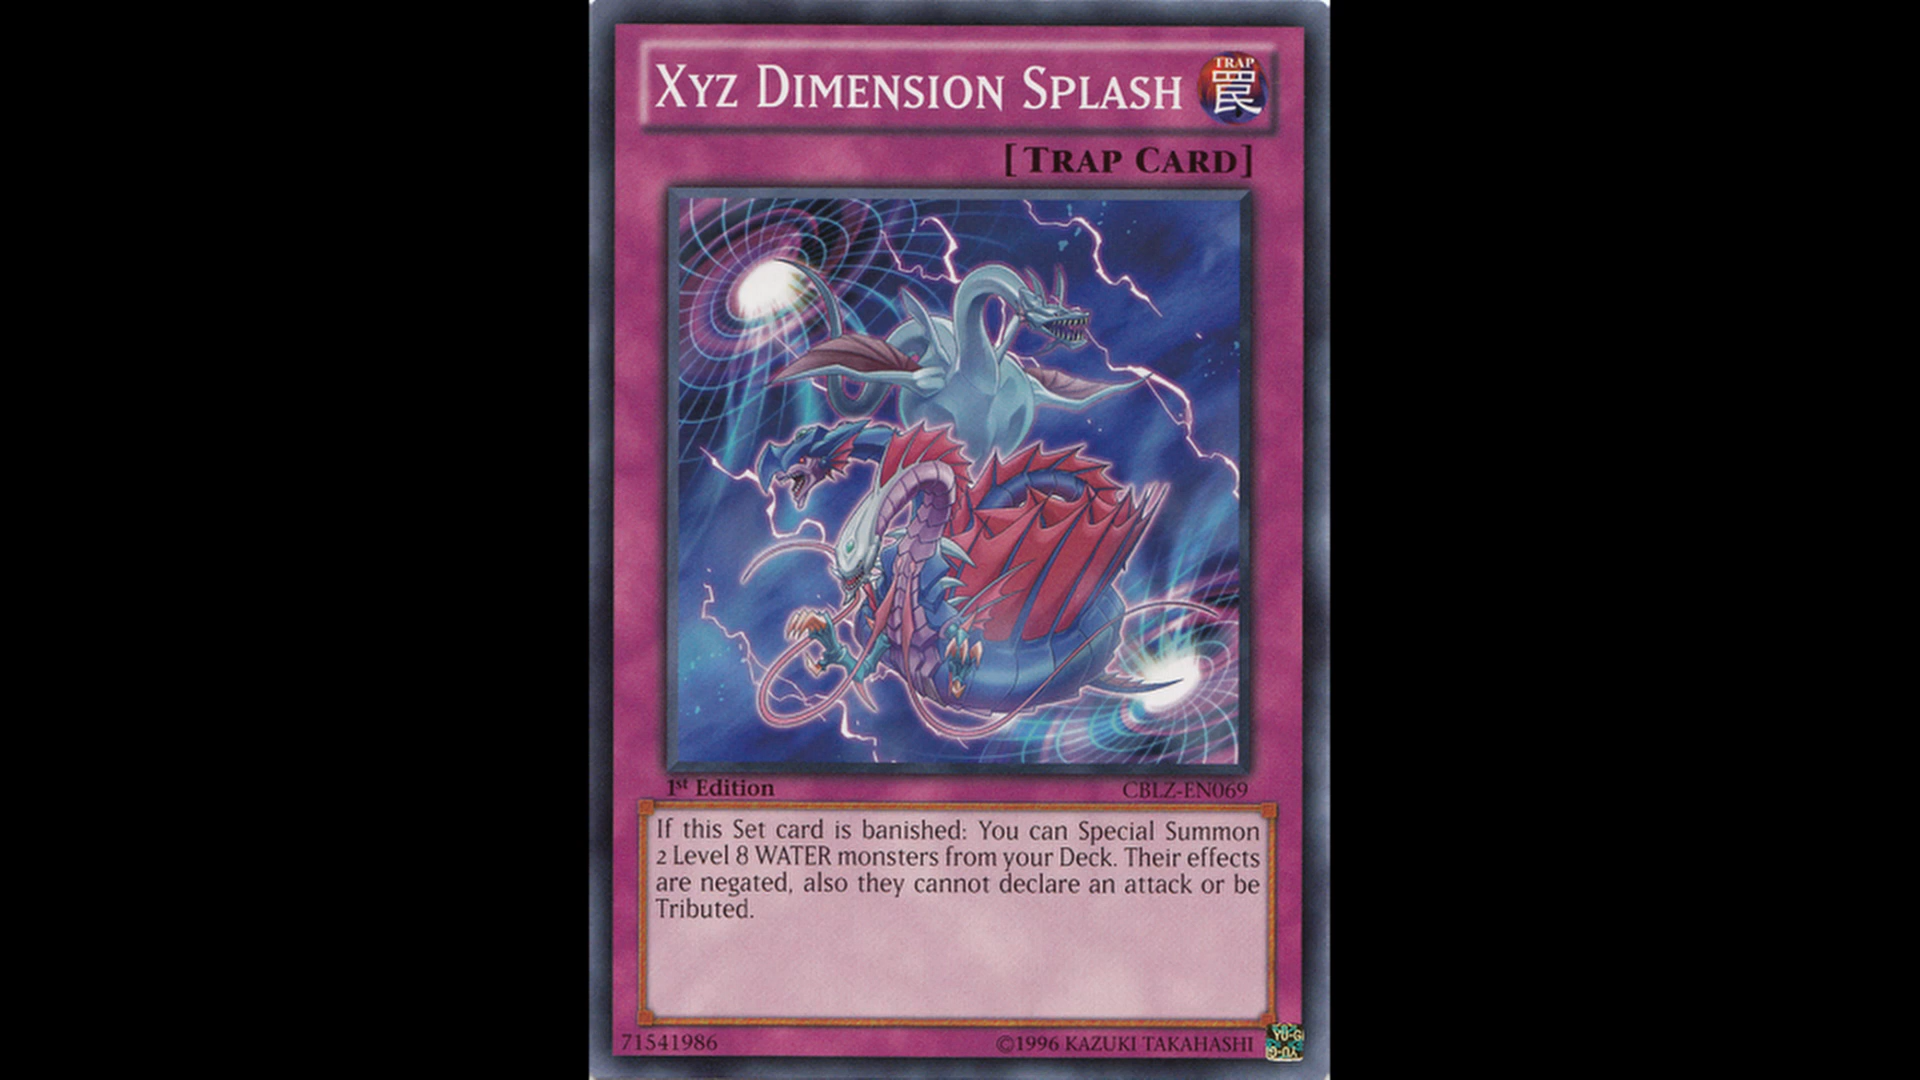 XYZ DIMENSION SPLASH
TRAP
罠
[TRAP CARD]
1st Edition
CBLZ-EN069
If this Set card is banished: You can Special Summon
2 Level 8 WATER monsters from your Deck. Their effects
are negated, also they cannot declare an attack or be
Tributed.
71541986
©1996 KAZUKI TAKAHASHI